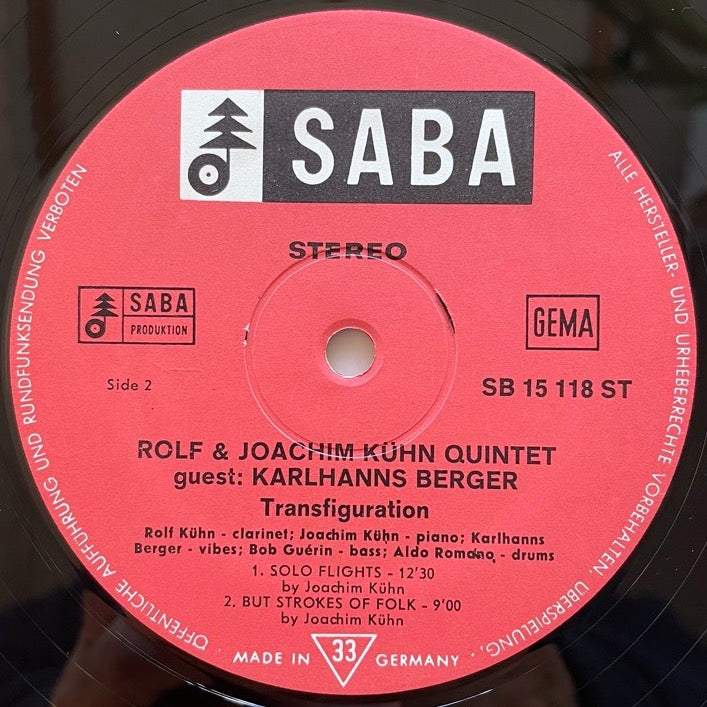 SABA
STEREO
SABA
PRODUKTION
GEMA
Side 2
SB 15 118 ST
ROLF & JOACHIM KÜHN QUINTET
guest: KARLHANNS BERGER
Transfiguration
Rolf Kühn - clarinet; Joachim Kühn - piano; Karlhanns
Berger - vibes; Bob Guérin - bass; Aldo Romano, - drums
1. SOLO FLIGHTS - 12'30
by Joachim Kühn
2. BUT STROKES OF FOLK - 9'00
by Joachim Kühn
MADE IN 33 GERMANY
ALLE HERSTELLER- UND URHEBERRECHTE VORBEHALTEN. ÜBERSPIELUNG,
ÖFFENTLICHE AUFFÜHRUNG UND RUNDFUNKSENDUNG VERBOTEN